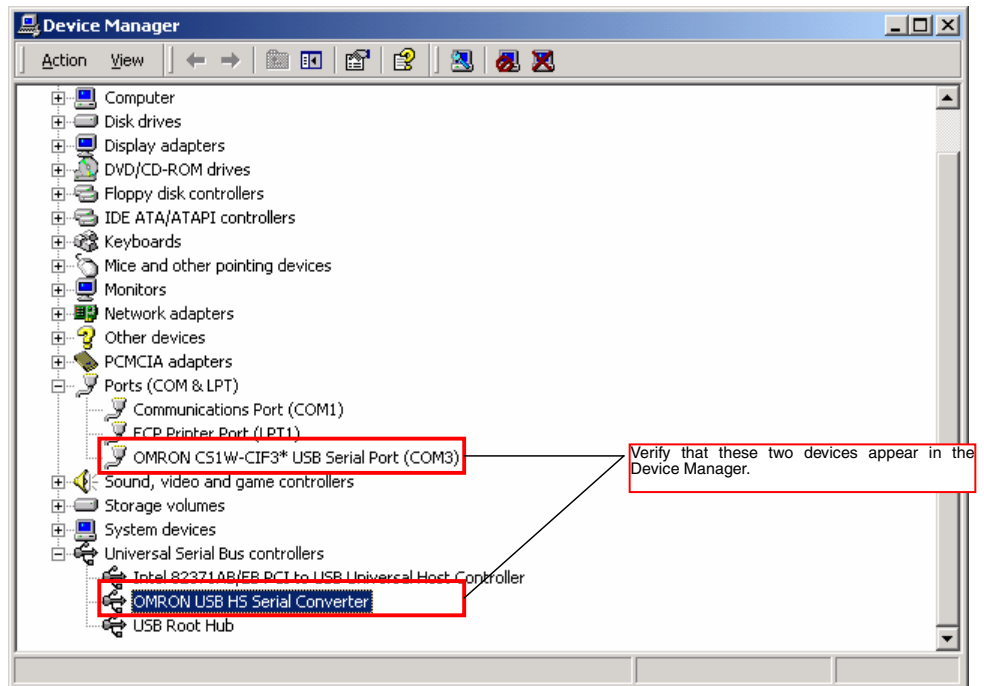 Device Manager
Action View
Computer
Disk drives
Display adapters
DVD/CD-ROM drives
Floppy disk controllers
IDE ATA/ATAPI controllers
Keyboards
Mice and other pointing devices
Monitors
Network adapters
Other devices
PCMCIA adapters
Ports (COM & LPT)
Communications Port (COM1)
ECP Printer Port (LPT1)
OMRON CS1W-CIF3* USB Serial Port (COM3)
Verify that these two devices appear in the
Device Manager.
Sound, video and game controllers
Storage volumes
System devices
Universal Serial Bus controllers
Intel 82371AB/EB PCI to USB Universal Host Controller
OMRON USB HS Serial Converter
USB Root Hub